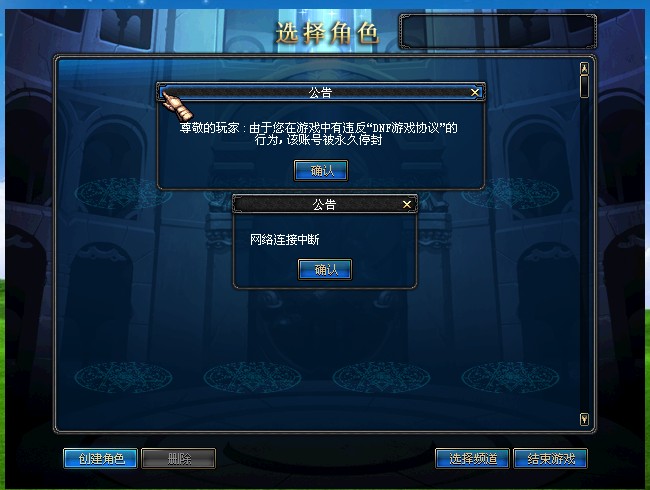 选择角色
公告
尊敬的玩家:由于您在游戏中有违反“DNF游戏协议”的
行为,该账号被永久停封
确认
公告
网络连接中断
确认
创建角色 删除 选择频道 结束游戏